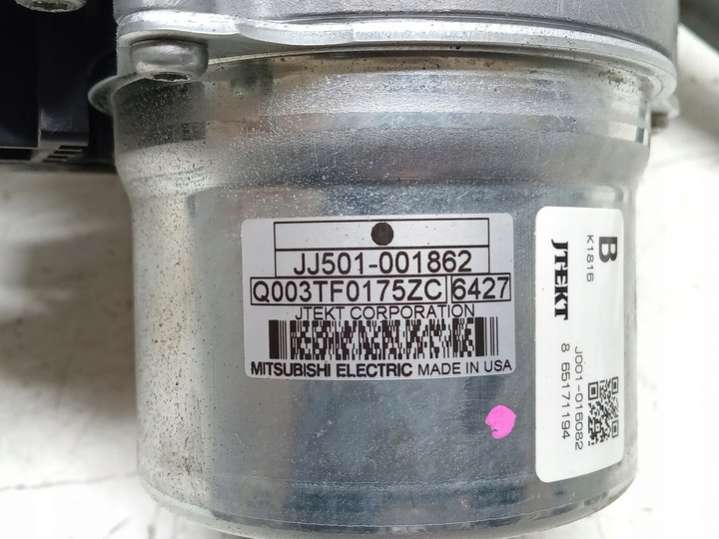 JJ501-001862
Q003TF0175ZC 6427
JTEKT CORPORATION
MITSUBISHI ELECTRIC MADE IN USA
B
K1816
JTEKT
J001-016082
8 65171194